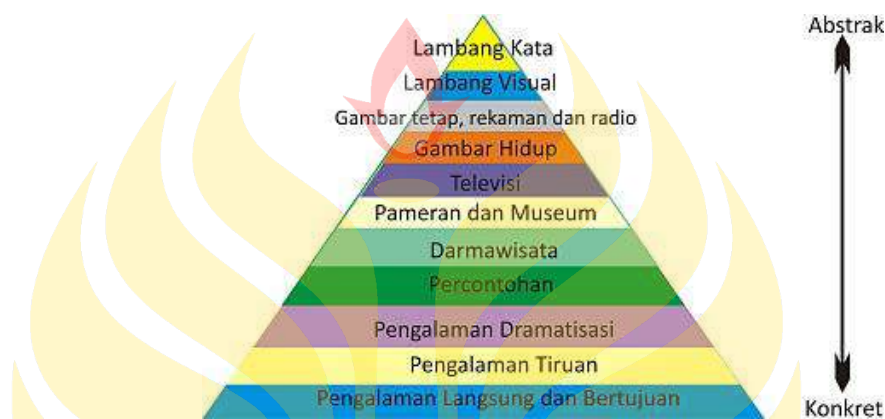 Abstrak
Lambang Kata
Lambang Visual
Gambar tetap, rekaman dan radio
Gambar Hidup
Televisi
Pameran dan Museum
Darmawisata
Percontohan
Pengalaman Dramatisasi
Pengalaman Tiruan
Pengalaman Langsung dan Bertujuan
Konkret